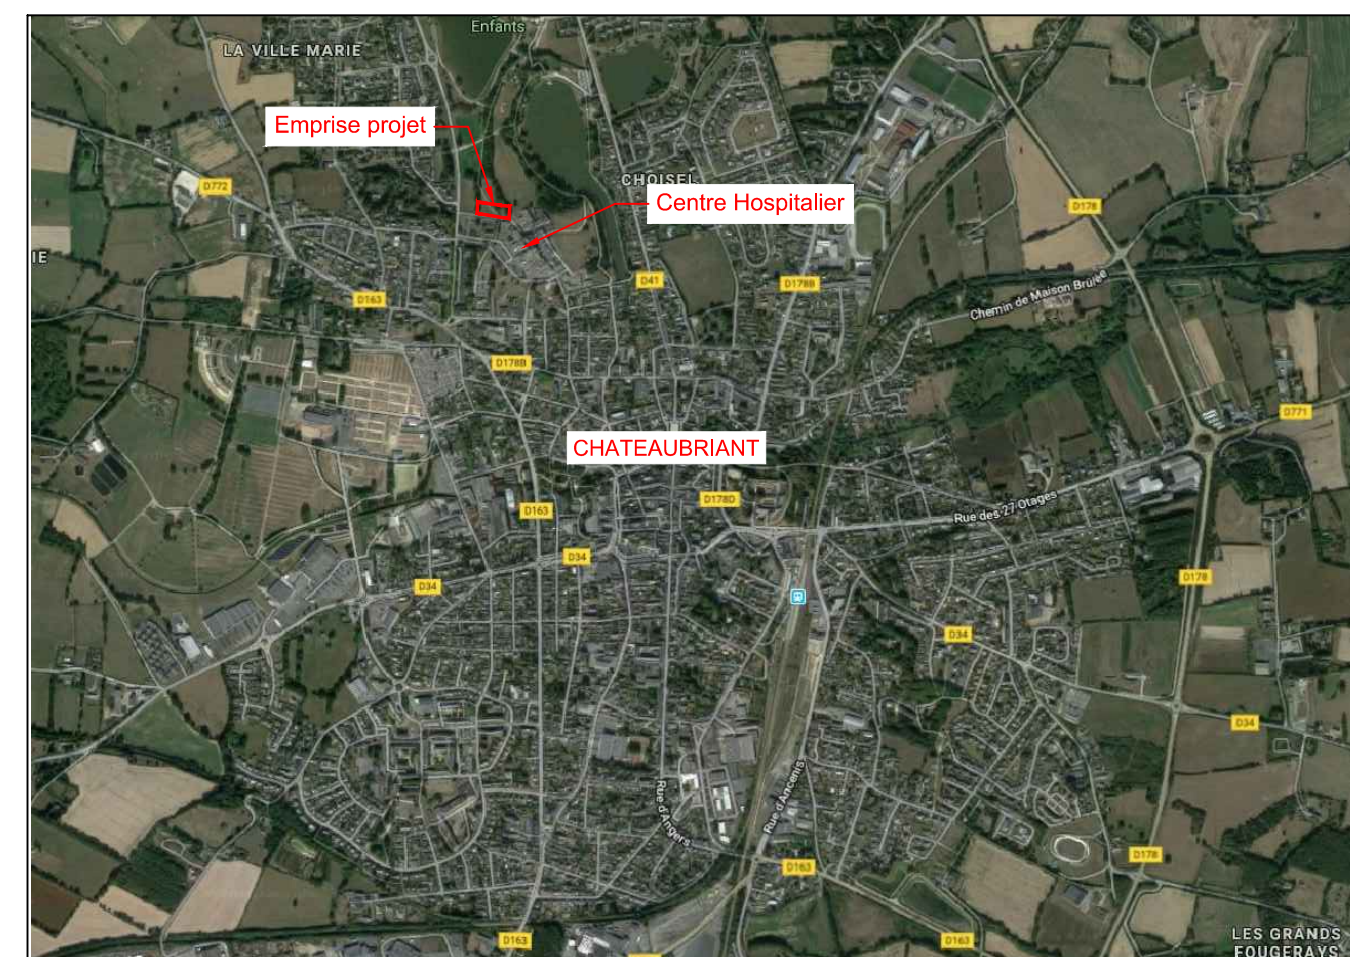 Enfants
LA VILLE MARIE
Emprise projet
CHOISEL
D772
Centre Hospitalier
D178
IE
D41
D178B
D163
Chemin de Maison Brûlée
D178B
D771
CHATEAUBRIANT
D178D
D163
Rue des 27 Otages
D34
D34
D178
D34
D34
Rue d'Angers
Rue d'Ancenis
D178
D163
D163
D163
LES GRANDS
FOUGERAYS